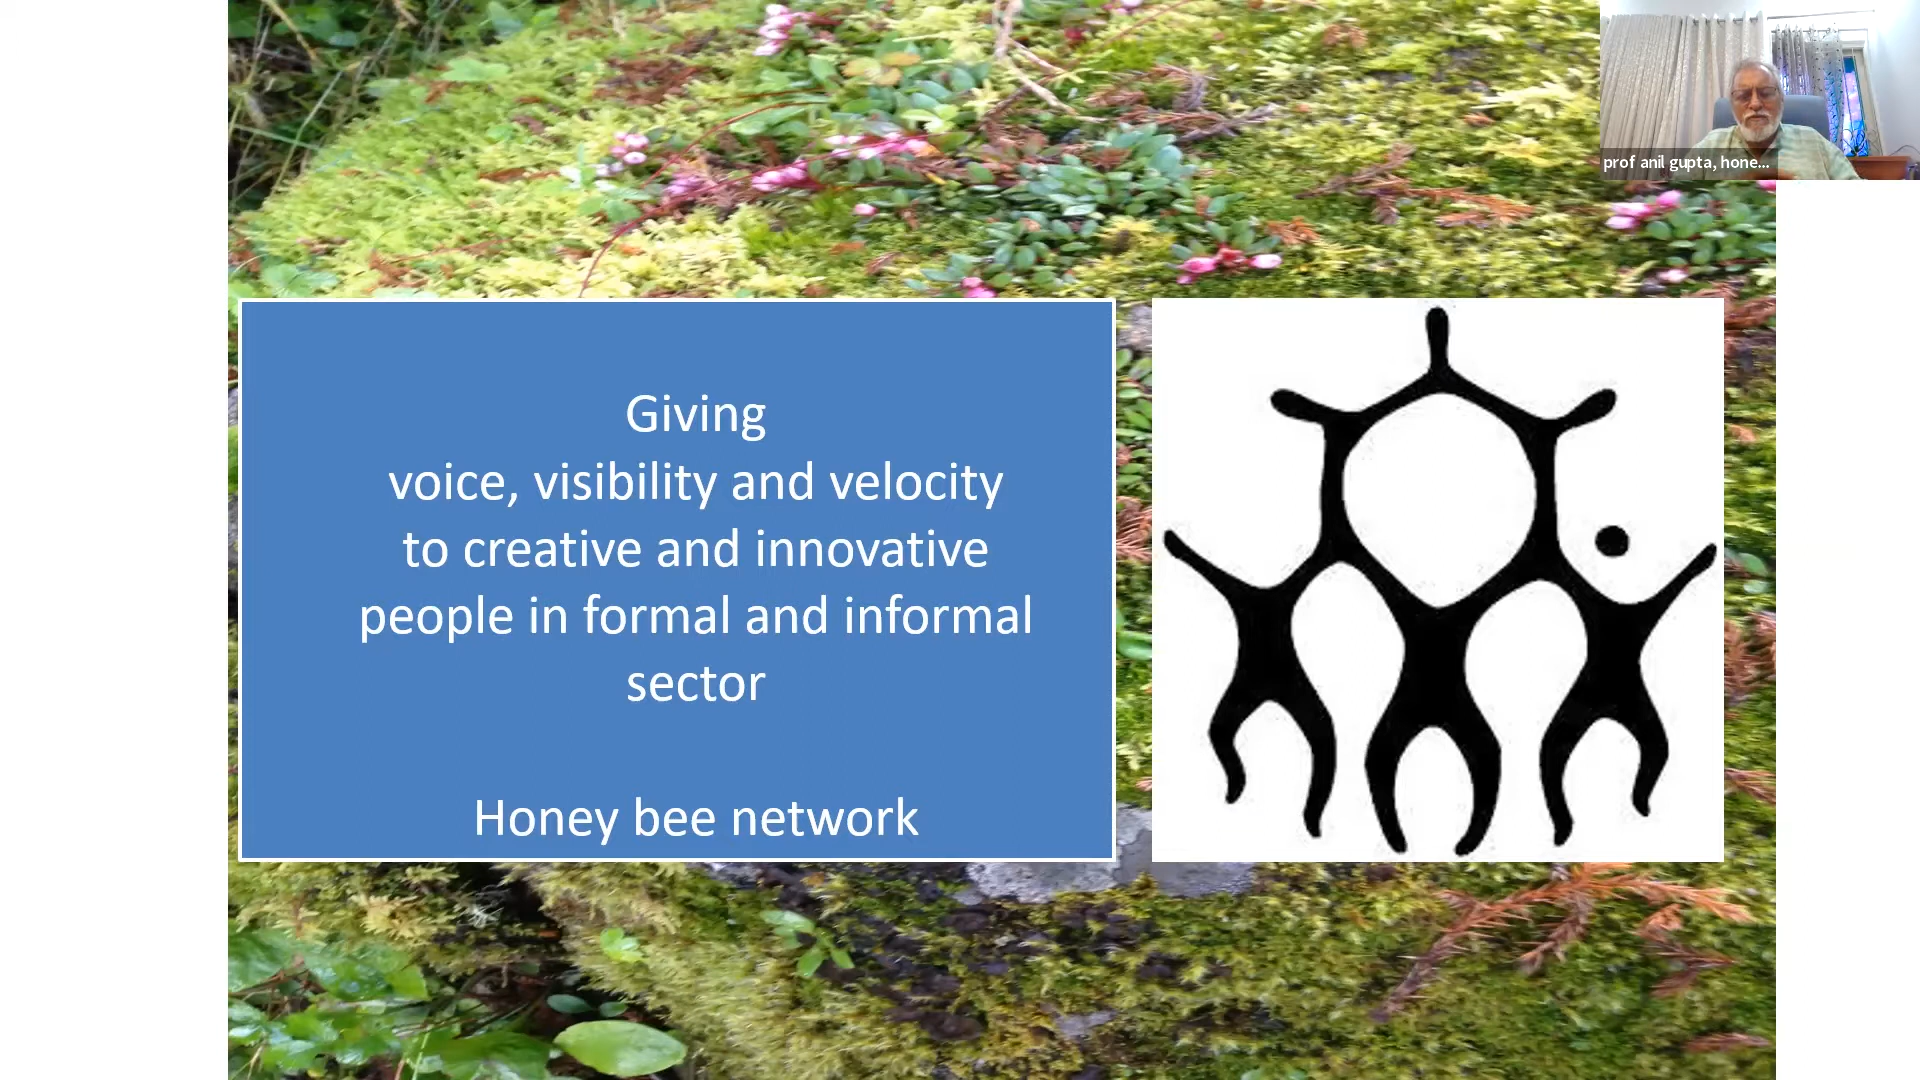 prof anil gupta, hone...
Giving
voice, visibility and velocity
to creative and innovative
people in formal and informal
sector
Honey bee network